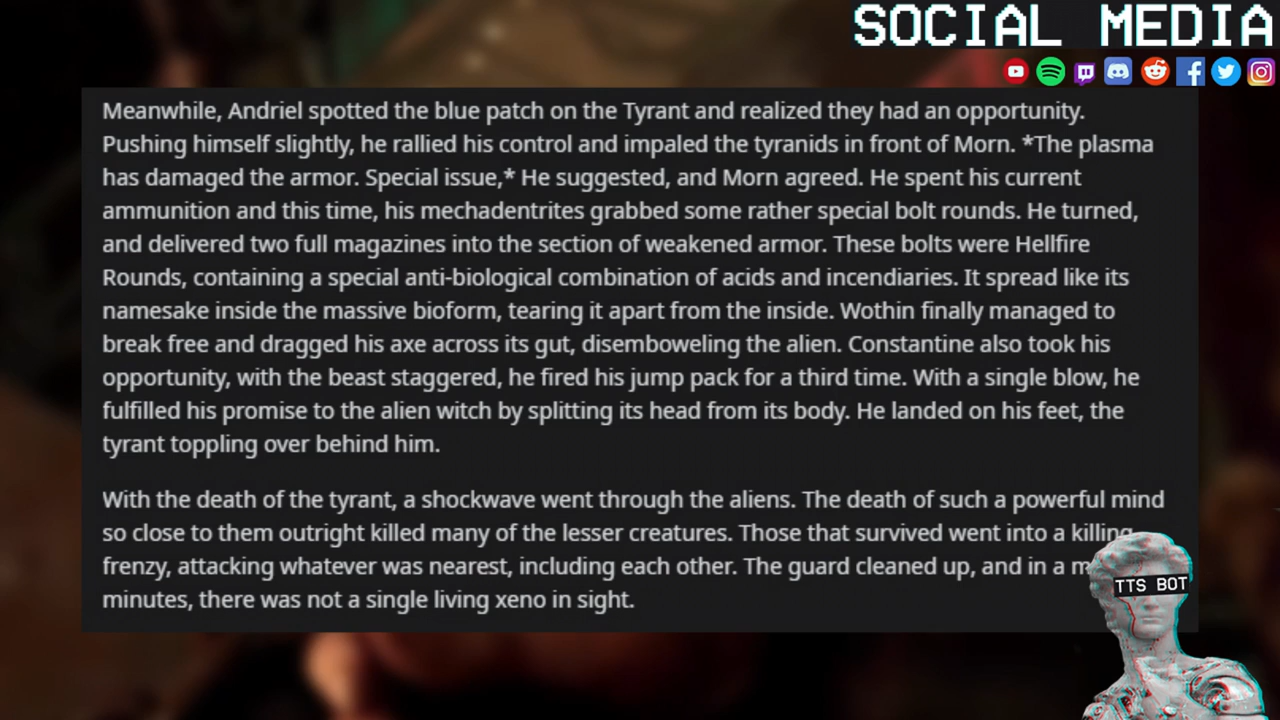 SOCIAL MEDIA
Meanwhile, Andriel spotted the blue patch on the Tyrant and realized they had an opportunity.
Pushing himself slightly, he rallied his control and impaled the tyranids in front of Morn. *The plasma
has damaged the armor. Special issue,* He suggested, and Morn agreed. He spent his current
ammunition and this time, his mechadentrites grabbed some rather special bolt rounds. He turned,
and delivered two full magazines into the section of weakened armor. These bolts were Hellfire
Rounds, containing a special anti-biological combination of acids and incendiaries. It spread like its
namesake inside the massive bioform, tearing it apart from the inside. Wothin finally managed to
break free and dragged his axe across its gut, disemboweling the alien. Constantine also took his
opportunity, with the beast staggered, he fired his jump pack for a third time. With a single blow, he
fulfilled his promise to the alien witch by splitting its head from its body. He landed on his feet, the
tyrant toppling over behind him.
With the death of the tyrant, a shockwave went through the aliens. The death of such a powerful mind
so close to them outright killed many of the lesser creatures. Those that survived went into a killing
frenzy, attacking whatever was nearest, including each other. The guard cleaned up, and in a
minutes, there was not a single living xeno in sight.
TTS BOT